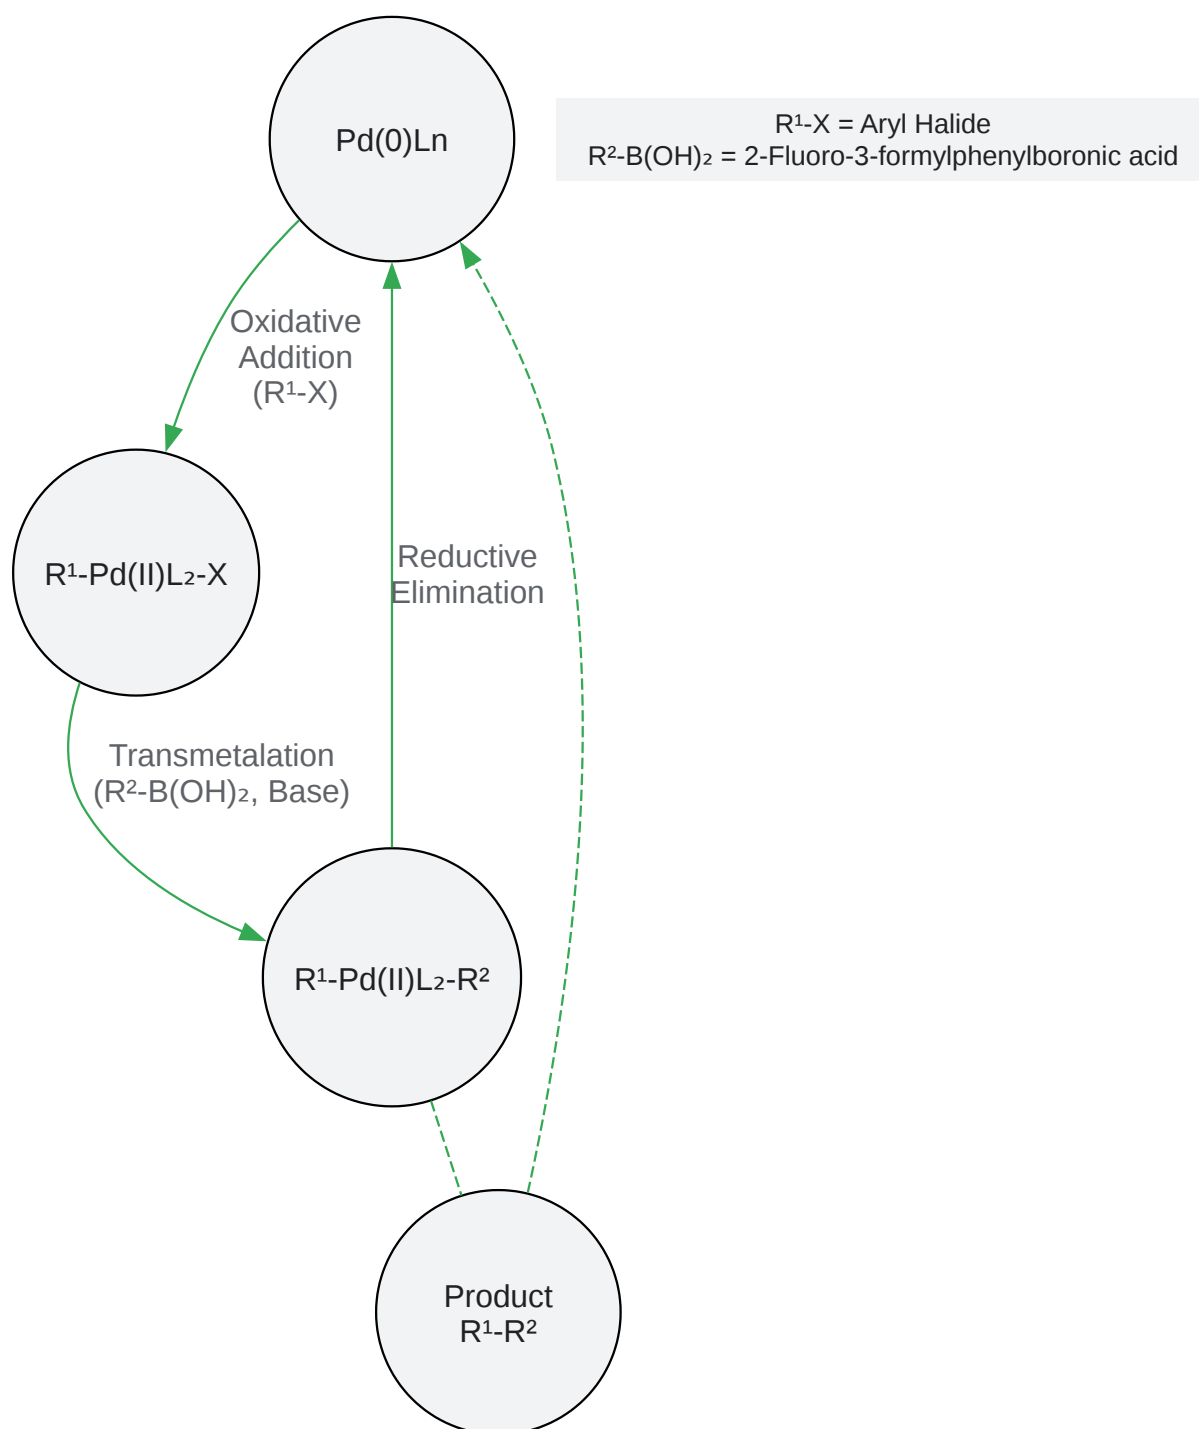 Pd(0)Ln
R¹-X = Aryl Halide
R²-B(OH)₂ = 2-Fluoro-3-formylphenylboronic acid
Oxidative
Addition
(R¹-X)
R¹-Pd(II)L₂-X
Reductive
Elimination
Transmetalation
(R²-B(OH)₂, Base)
R¹-Pd(II)L₂-R²
Product
R¹-R²